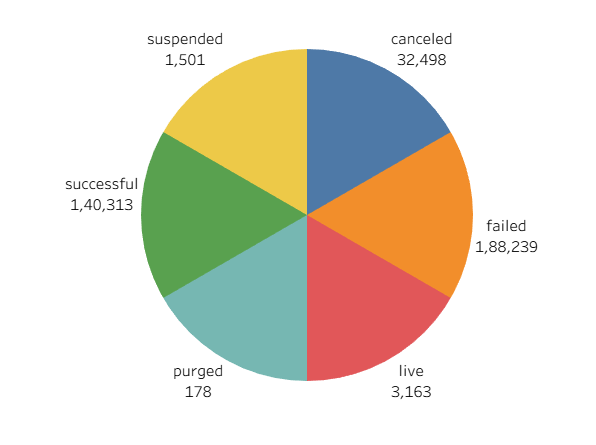 suspended
1,501
canceled
32,498
successful
1,40,313
failed
1,88,239
purged
178
live
3,163